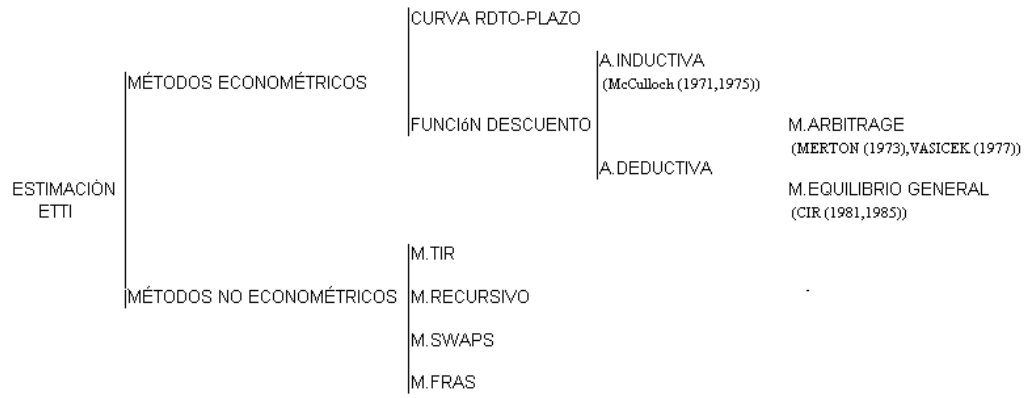 CURVA RDTO-PLAZO
A.INDUCTIVA
MÉTODOS ECONOMÉTRICOS
(McCulloch (1971,1975))
FUNCIóN DESCUENTO
M.ARBITRAGE
(MERTON (1973),VASICEK (1977))
A.DEDUCTIVA
ESTIMACIÓN
ETTI
M.EQUILIBRIO GENERAL
(CIR (1981,1985))
M.TIR
MÉTODOS NO ECONOMÉTRICOS
M.RECURSIVO
M.SWAPS
M.FRAS